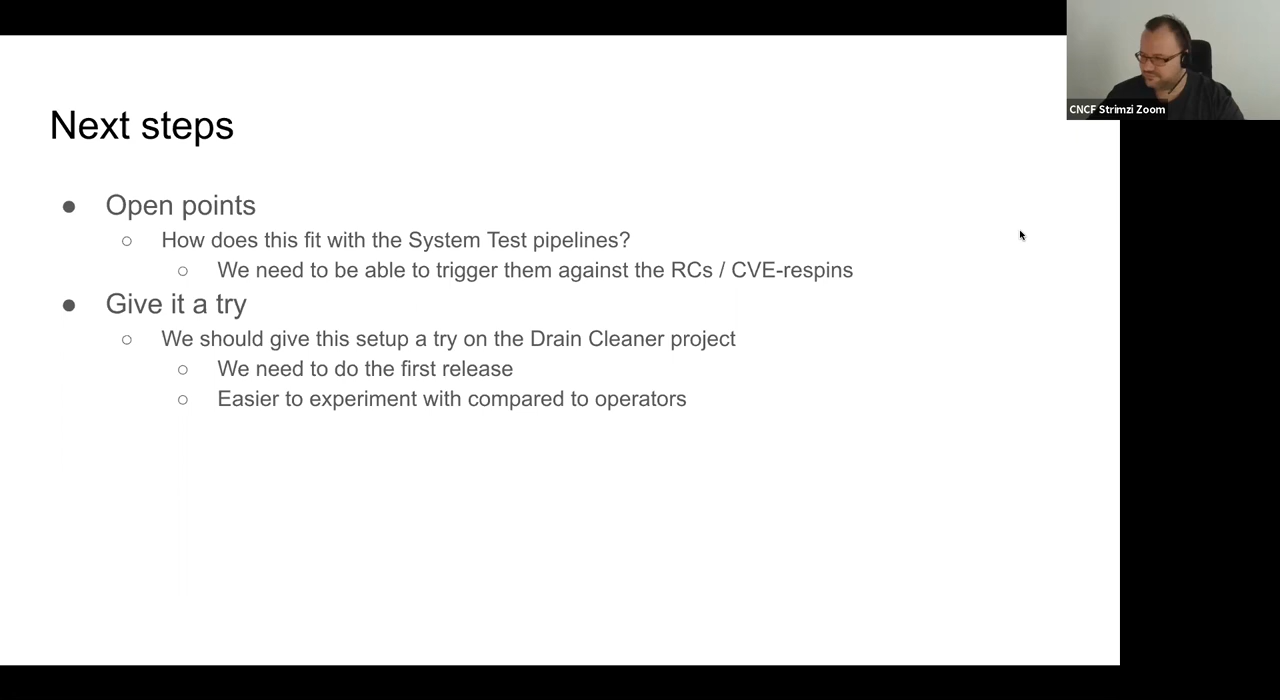 CNCF Strimzi Zoom
Next steps
● Open points
○ How does this fit with the System Test pipelines?
○ We need to be able to trigger them against the RCs / CVE-respins
● Give it a try
○ We should give this setup a try on the Drain Cleaner project
○ We need to do the first release
○ Easier to experiment with compared to operators